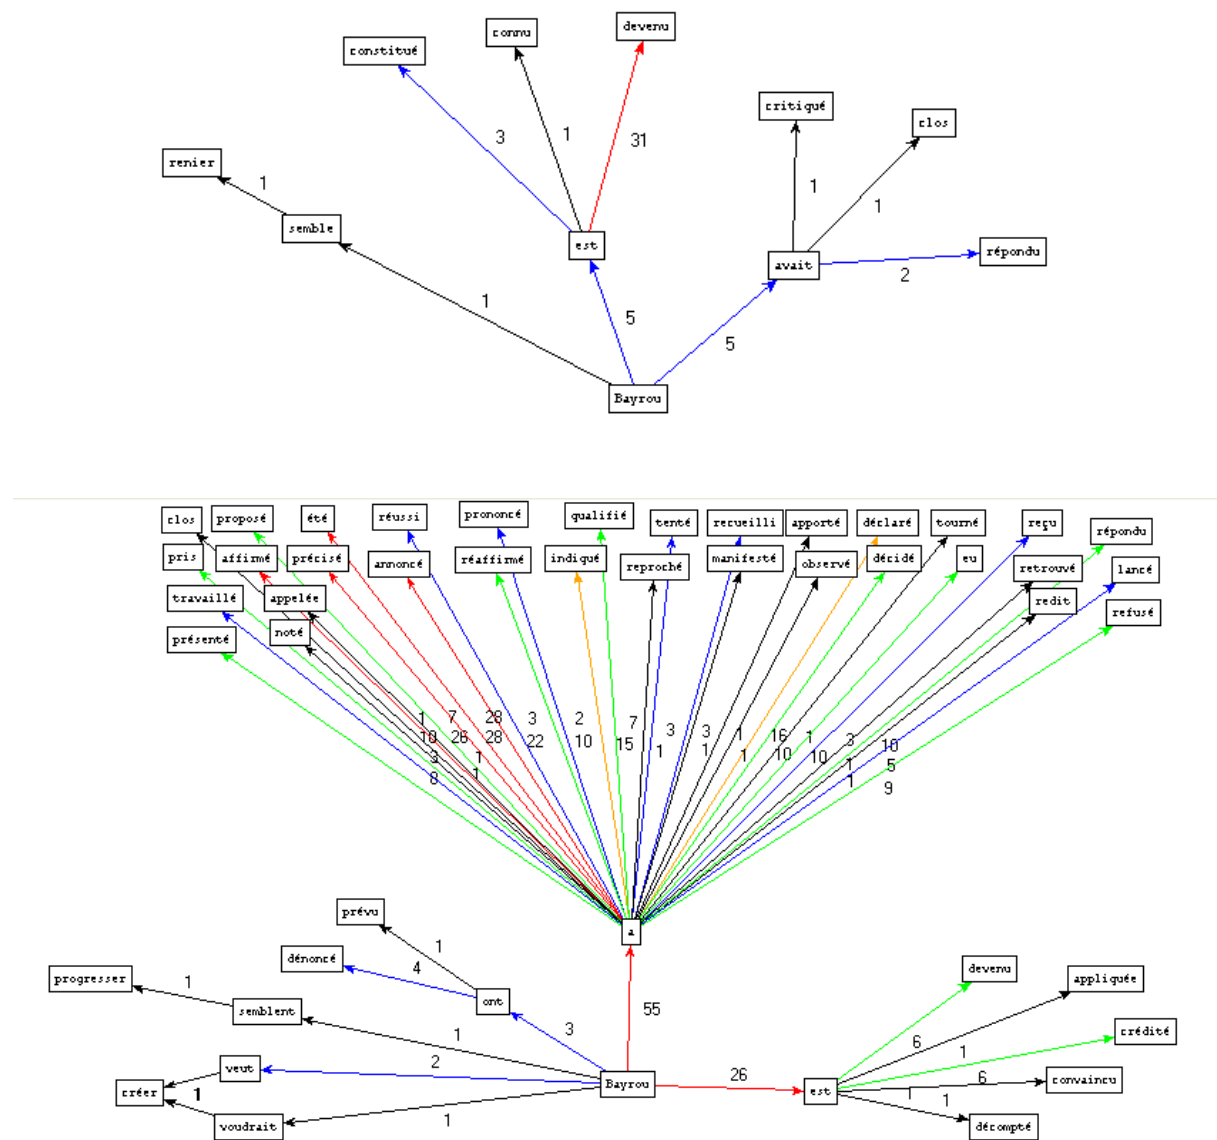 devenu
connu
constitué
critiqué
clos
3
1
31
renier
1
1
1
semble
est
répondu
avait
2
1
5
5
Bayrou
clos
proposé
été
réussi
prononcé
qualifié
tenté
recueilli
apporté
déclaré
tourné
reçu
répondu
pris
affirmé
précisé
annoncé
réaffirmé
indiqué
reproché
manifesté
observé
décidé
eu
retrouvé
lancé
travaillé
appelée
redit
refusé
présenté
noté
1 7 28 3 2 7 3 3 1 16 1 3 10
10 26 28 22 10 15 1 1 1 10 10 1 5
3 1 1 9
8 1
a
prévu
dénoncé
1
4
devenu
appliquée
progresser
1
semblent
ont
55
crédité
1
3
6
1
veut
2
Bayrou
26
est
6
convaincu
créer
1
1
1
1
voudrait
décompté